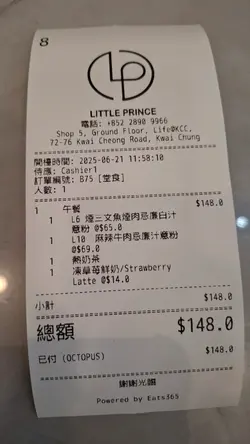 8
LP
LITTLE PRINCE
電話: +852 2890 9966
Shop 5, Ground Floor, Life@KCC,
72-76 Kwai Cheong Road, Kwai Chung
開檯時間: 2025-06-21 11:58:10
侍應: Cashier1
訂單編號: B75 [堂食]
人數: 1
1 午餐 $148.0
1 L6 煙三文魚煙肉忌廉白汁
意粉 @$65.0
1 L10 麻辣牛肉忌廉汁意粉
@$69.0
1 熱奶茶
1 凍草莓鮮奶/Strawberry
Latte @$14.0
小計 $148.0
總額 $148.0
已付 (OCTOPUS) $148.0
謝謝光臨
Powered by Eats365